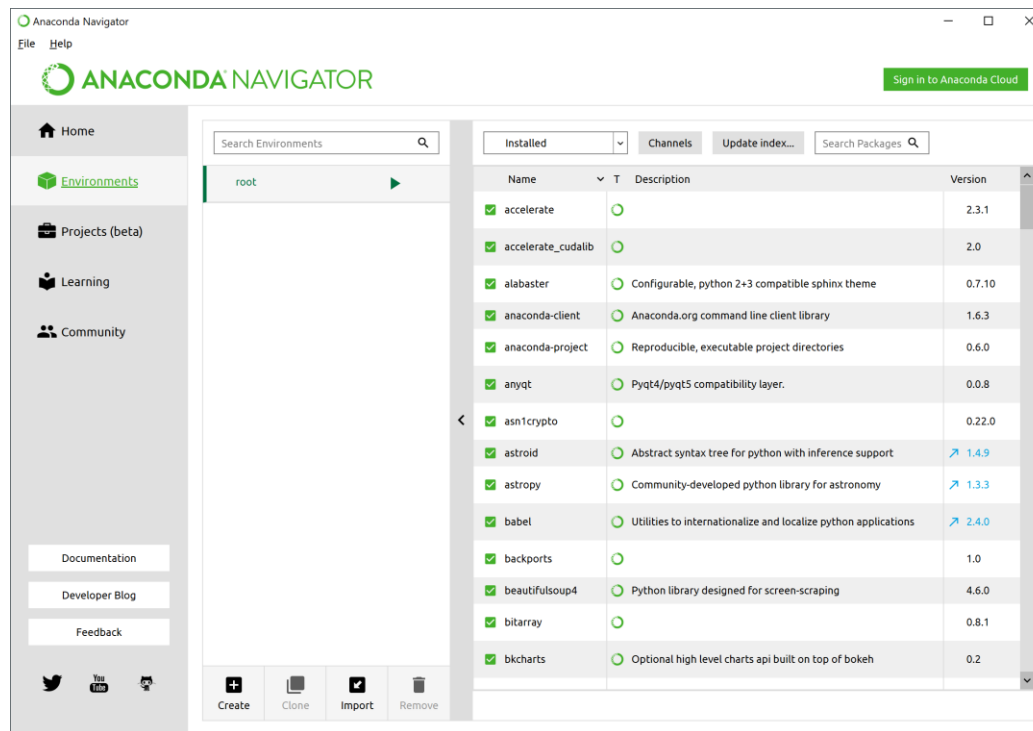 Anaconda Navigator
File Help
ANACONDA NAVIGATOR
Sign in to Anaconda Cloud
Home
Environments
Projects (beta)
Learning
Community
Documentation
Developer Blog
Feedback
You
Tube
Search Environments
root
Create Clone Import Remove
Installed Channels Update index... Search Packages
Name T Description Version
accelerate 2.3.1
accelerate_cudalib 2.0
alabaster Configurable, python 2+3 compatible sphinx theme 0.7.10
anaconda-client Anaconda.org command line client library 1.6.3
anaconda-project Reproducible, executable project directories 0.6.0
anyqt Pyqt4/pyqt5 compatibility layer. 0.0.8
asn1crypto 0.22.0
astroid Abstract syntax tree for python with inference support 1.4.9
astropy Community-developed python library for astronomy 1.3.3
babel Utilities to internationalize and localize python applications 2.4.0
backports 1.0
beautifulsoup4 Python library designed for screen-scraping 4.6.0
bitarray 0.8.1
bkcharts Optional high level charts api built on top of bokeh 0.2